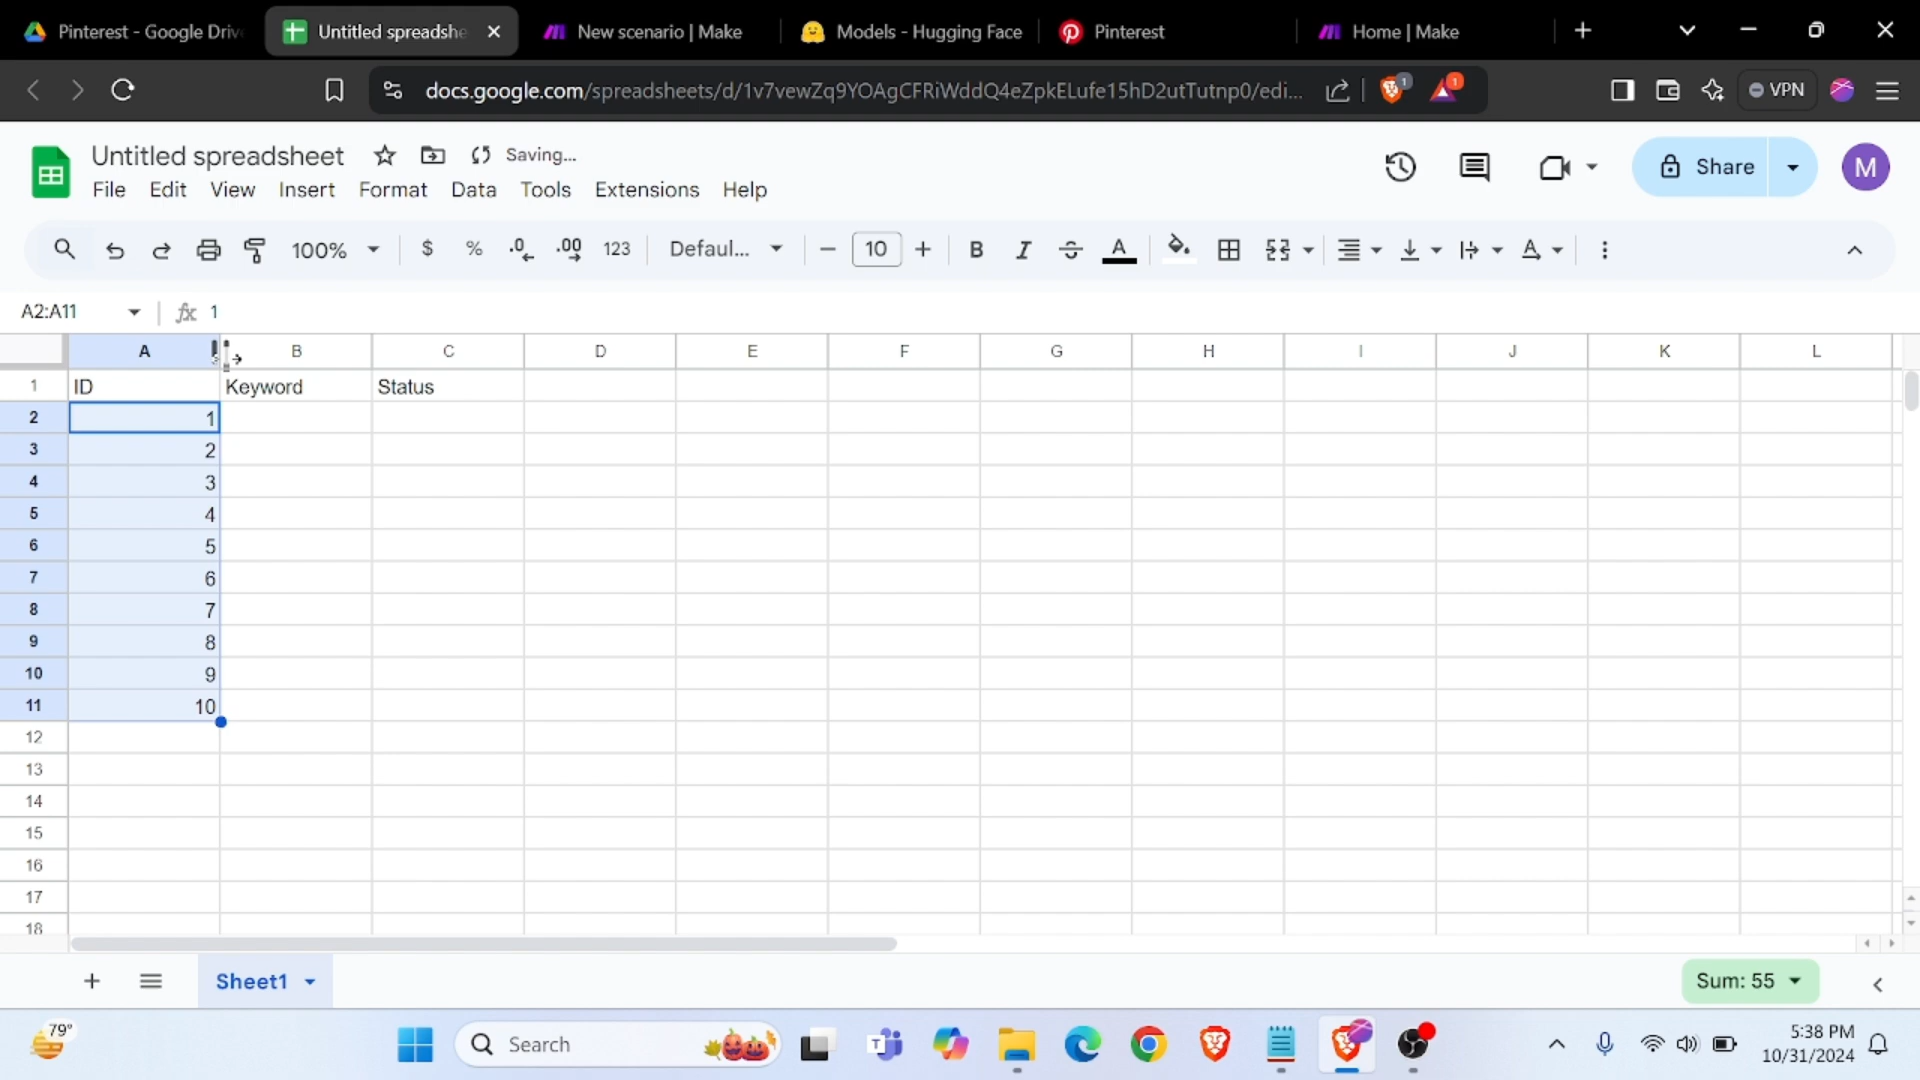 Pinterest - Google Driv
Untitled spreadshe
New scenario | Make
Models - Hugging Face
Pinterest
Home | Make
docs.google.com/spreadsheets/d/1v7vewZq9YOAgCFRiWddQ4eZpkELufe15hD2utTutnp0/edi...
1
1
VPN
Untitled spreadsheet
Saving...
File Edit View Insert Format Data Tools Extensions Help
Share
M
100%
$ % .0 .00 123
Defaul...
10
B I A A
A2:A11
fx 1
A B C D E F G H I J K L
1 ID Keyword Status
2 1
3 2
4 3
5 4
6 5
7 6
8 7
9 8
10 9
11 10
12
13
14
15
16
17
18
Sheet1
Sum: 55
79°
Search
5:38 PM
10/31/2024